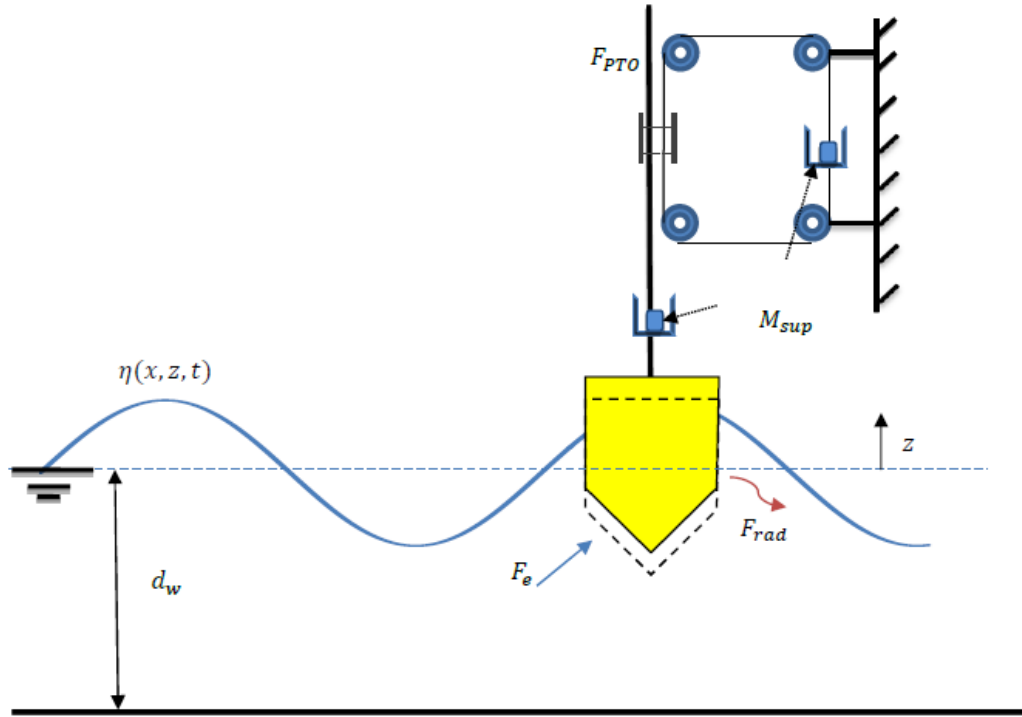 F_PTO
M_sup
η(x, z, t)
z
F_rad
F_e
d_w